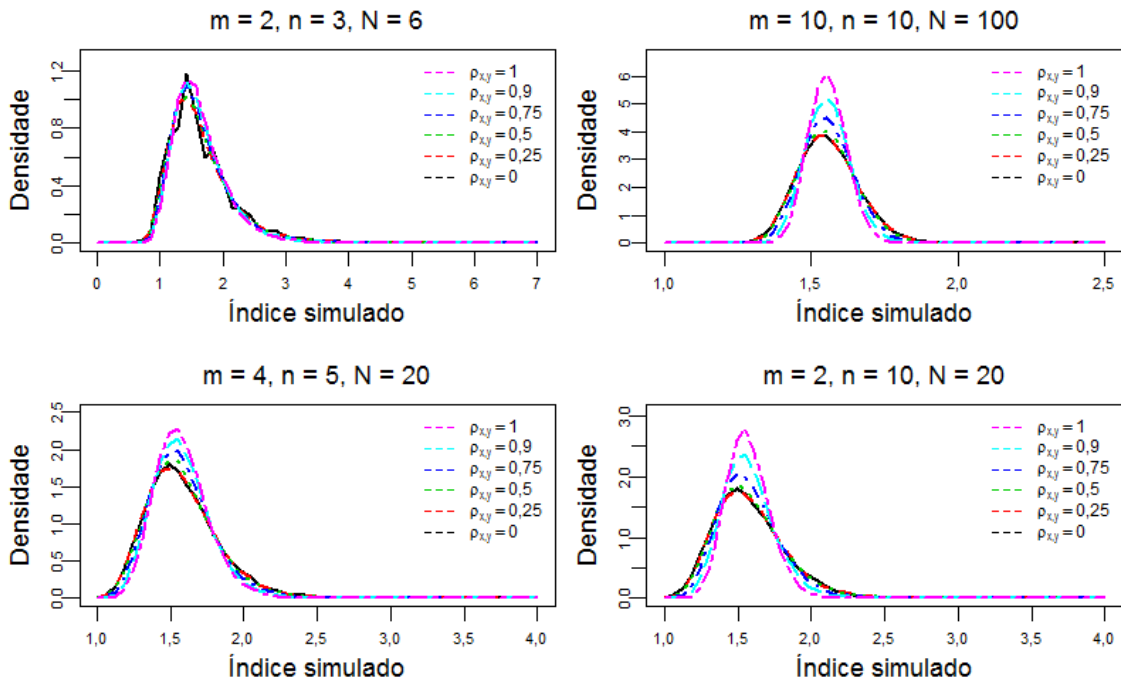 m = 2, n = 3, N = 6
Densidade
0,0 0,4 0,8 1,2
ρx,y = 1
ρx,y = 0,9
ρx,y = 0,75
ρx,y = 0,5
ρx,y = 0,25
ρx,y = 0
0 1 2 3 4 5 6 7
Índice simulado
m = 10, n = 10, N = 100
Densidade
0 1 2 3 4 5 6
ρx,y = 1
ρx,y = 0,9
ρx,y = 0,75
ρx,y = 0,5
ρx,y = 0,25
ρx,y = 0
1,0 1,5 2,0 2,5
Índice simulado
m = 4, n = 5, N = 20
Densidade
0,0 0,5 1,0 1,5 2,0 2,5
ρx,y = 1
ρx,y = 0,9
ρx,y = 0,75
ρx,y = 0,5
ρx,y = 0,25
ρx,y = 0
1,0 1,5 2,0 2,5 3,0 3,5 4,0
Índice simulado
m = 2, n = 10, N = 20
Densidade
0,0 1,0 2,0 3,0
ρx,y = 1
ρx,y = 0,9
ρx,y = 0,75
ρx,y = 0,5
ρx,y = 0,25
ρx,y = 0
1,0 1,5 2,0 2,5 3,0 3,5 4,0
Índice simulado